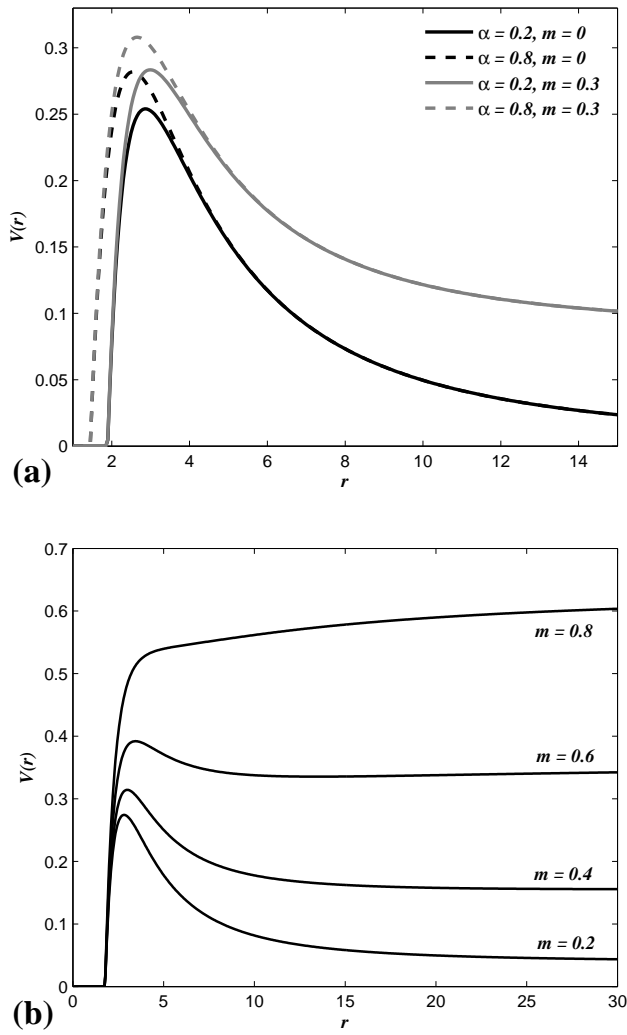 0.3
0.25
0.2
0.15
0.1
0.05
0
V(r)
α = 0.2, m = 0
α = 0.8, m = 0
α = 0.2, m = 0.3
α = 0.8, m = 0.3
2 4 6 8 10 12 14
r
(a)
0.7
0.6
0.5
0.4
0.3
0.2
0.1
0
V(r)
m = 0.8
m = 0.6
m = 0.4
m = 0.2
0 5 10 15 20 25 30
r
(b)